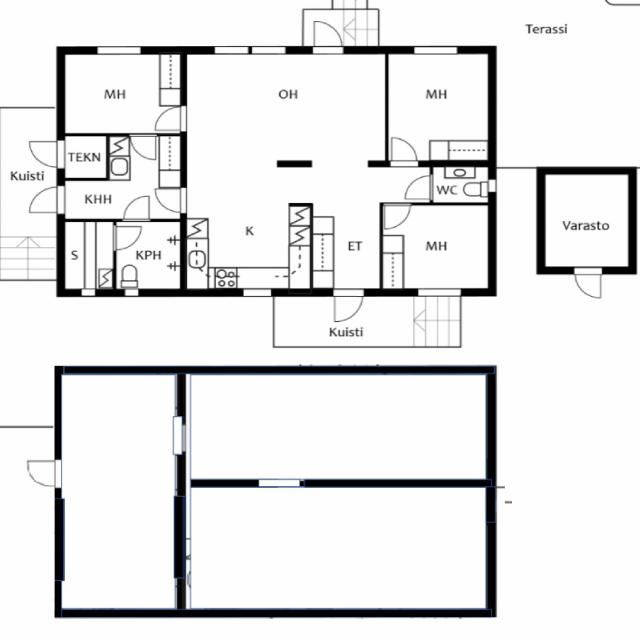 Terassi
MH
OH
MH
TEKN
Kuisti
WC
KHH
Varasto
K
ET
MH
S
KPH
Kuisti